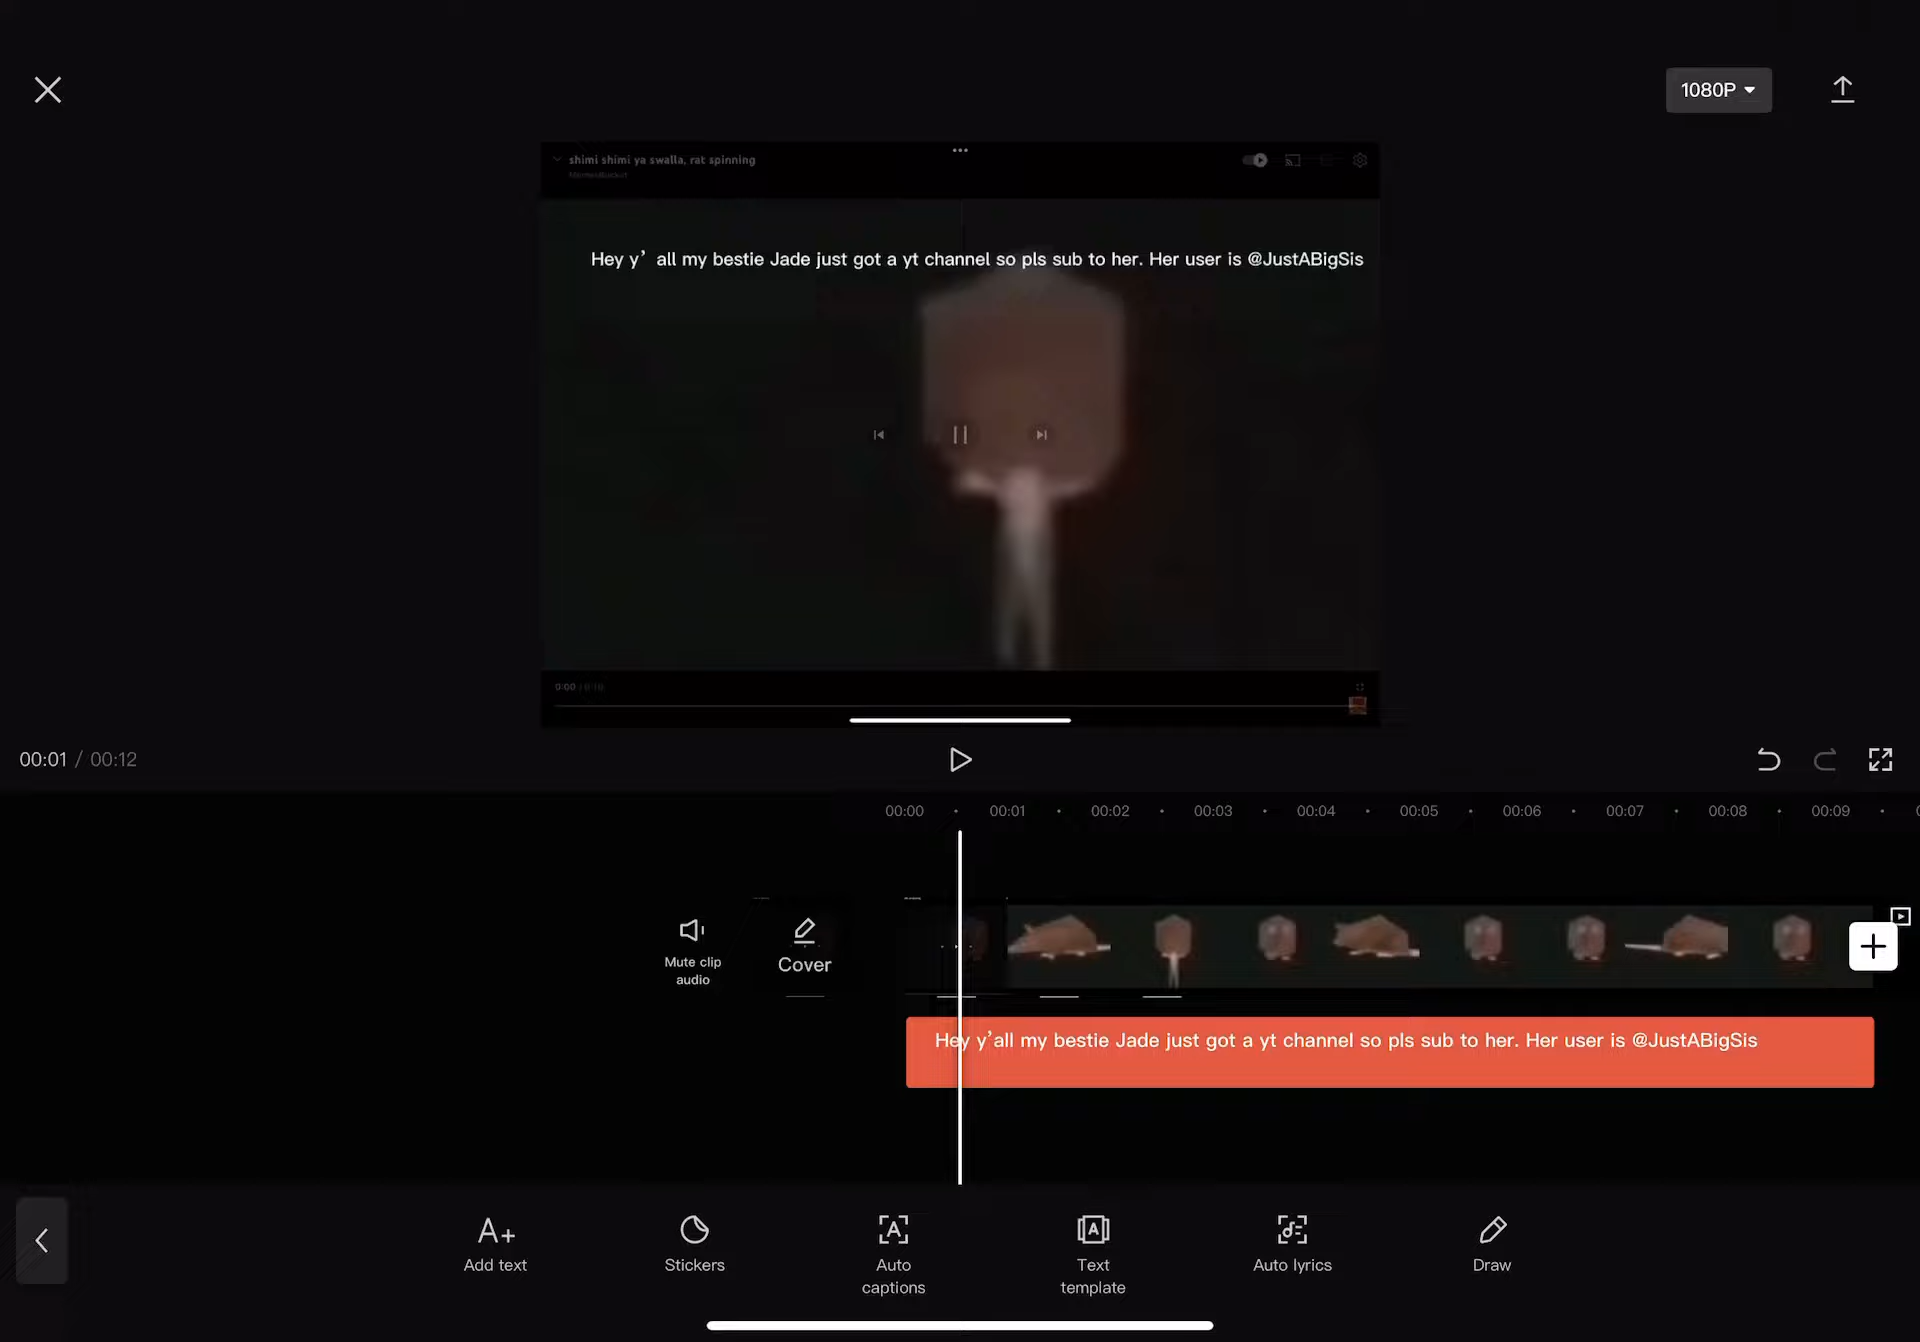 1080P
shimi shimi ya swalla, rat spinning
Hey y’ all my bestie Jade just got a yt channel so pls sub to her. Her user is @JustABigSis
0:00 / 0:10
00:01 / 00:12
00:00 00:01 00:02 00:03 00:04 00:05 00:06 00:07 00:08 00:09
Mute clip
audio
Cover
Hey y’all my bestie Jade just got a yt channel so pls sub to her. Her user is @JustABigSis
A+
Add text
Stickers
Auto
captions
Text
template
Auto lyrics
Draw